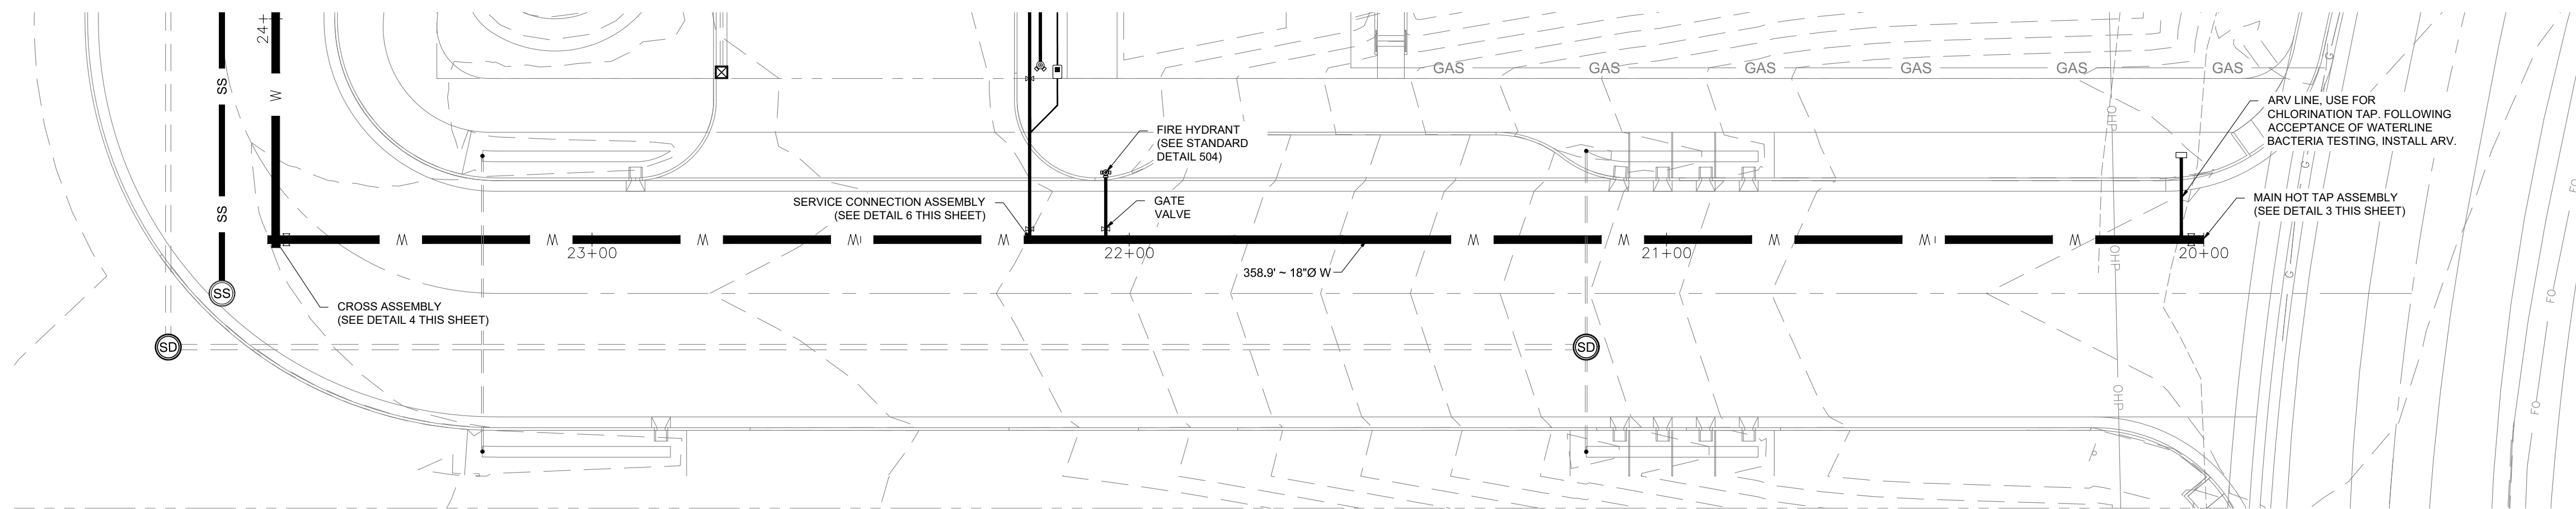 24+
SS
W
SS
GAS GAS GAS GAS GAS GAS
G
OHP
ARV LINE, USE FOR
CHLORINATION TAP. FOLLOWING
ACCEPTANCE OF WATERLINE
BACTERIA TESTING, INSTALL ARV.
FIRE HYDRANT
(SEE STANDARD
DETAIL 504)
G
FO
SERVICE CONNECTION ASSEMBLY
(SEE DETAIL 6 THIS SHEET)
GATE
VALVE
MAIN HOT TAP ASSEMBLY
(SEE DETAIL 3 THIS SHEET)
W W W W W W W W W W
23+00 22+00 21+00 20+00
OHP
G
358.9' ~ 18"Ø W
SS
FO
CROSS ASSEMBLY
(SEE DETAIL 4 THIS SHEET)
SD
SD
OHP
FO